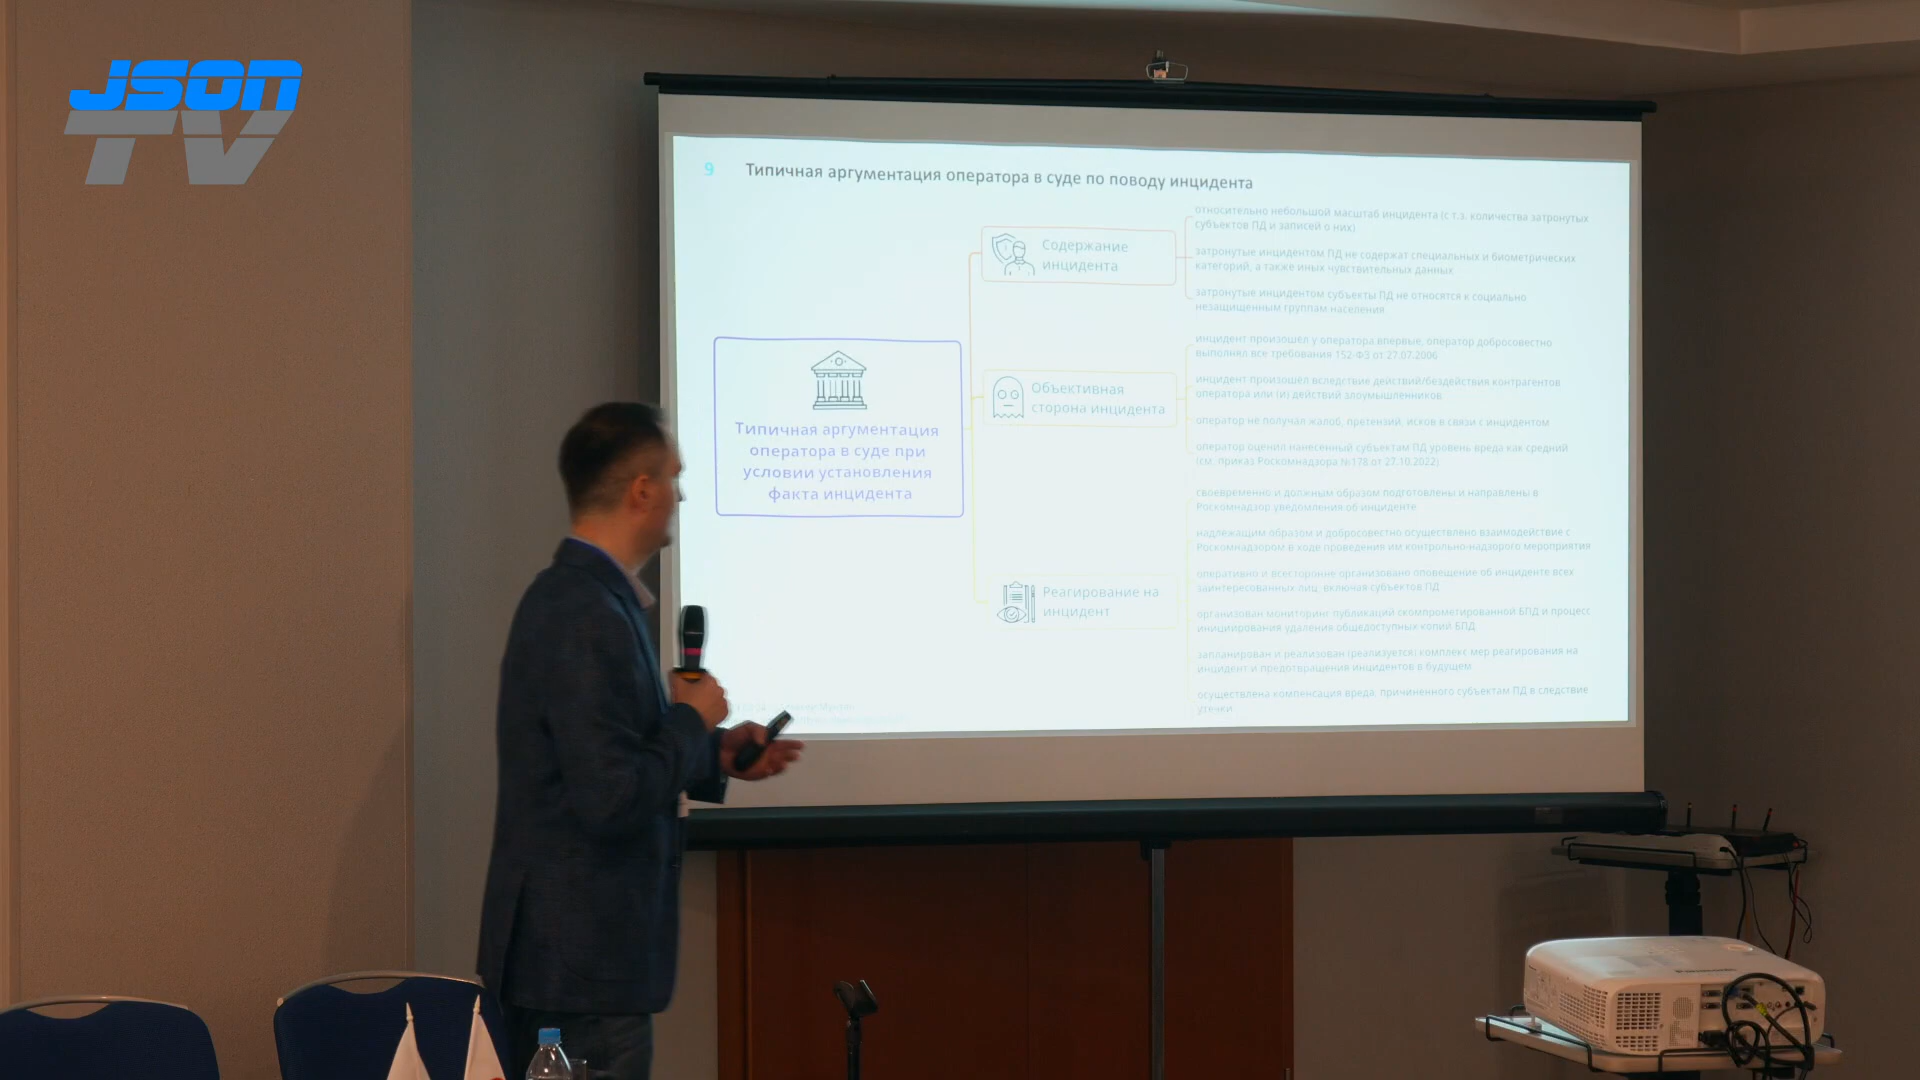 JSON
TV
9
Типичная аргументация оператора в суде по поводу инцидента
Типичная аргументация
оператора в суде при
условии установления
факта инцидента
Содержание
инцидента
относительно небольшой масштаб инцидента (с т.з. количества затронутых
субъектов ПД и записей о них)
затронутые инцидентом ПД не содержат специальных и биометрических
категорий, а также иных чувствительных данных
затронутые инцидентом субъекты ПД не относятся к социально
незащищенным группам населения
Объективная
сторона инцидента
инцидент произошел у оператора впервые, оператор добросовестно
выполнял все требования 152-ФЗ от 27.07.2006
инцидент произошел вследствие действий/бездействия контрагентов
оператора или (и) действий злоумышленников
оператор не получал жалоб, претензий, исков в связи с инцидентом
оператор оценил нанесенный субъектам ПД уровень вреда как средний
(см. приказ Роскомнадзора №178 от 27.10.2022)
Реагирование на
инцидент
своевременно и должным образом подготовлены и направлены в
Роскомнадзор уведомления об инциденте
надлежащим образом и добросовестно осуществлено взаимодействие с
Роскомнадзором в ходе проведения им контрольно-надзорого мероприятия
оперативно и всесторонне организовано оповещение об инциденте всех
заинтересованных лиц, включая субъектов ПД
организован мониторинг публикаций скомпрометированной БПД и процесс
инициирования удаления общедоступных копий БПД
запланирован и реализован (реализуется) комплекс мер реагирования на
инцидент и предотвращения инцидентов в будущем
осуществлена компенсация вреда, причиненного субъектам ПД в следствие
утечки
Panasonic